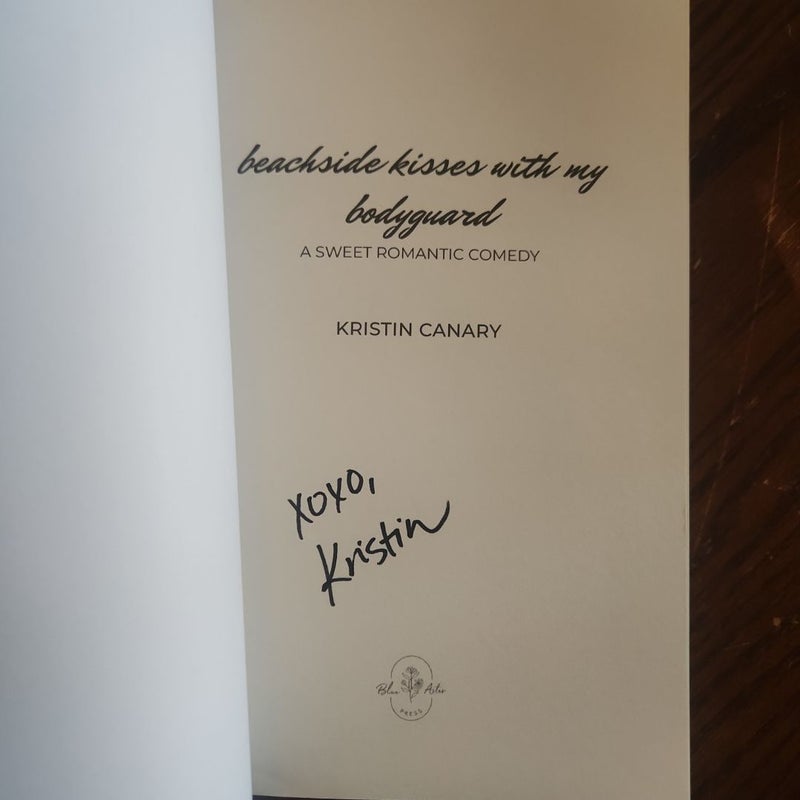 beachside kisses with my
bodyguard
A SWEET ROMANTIC COMEDY
KRISTIN CANARY
xoxo,
Kristin
Blue Aster
PRESS